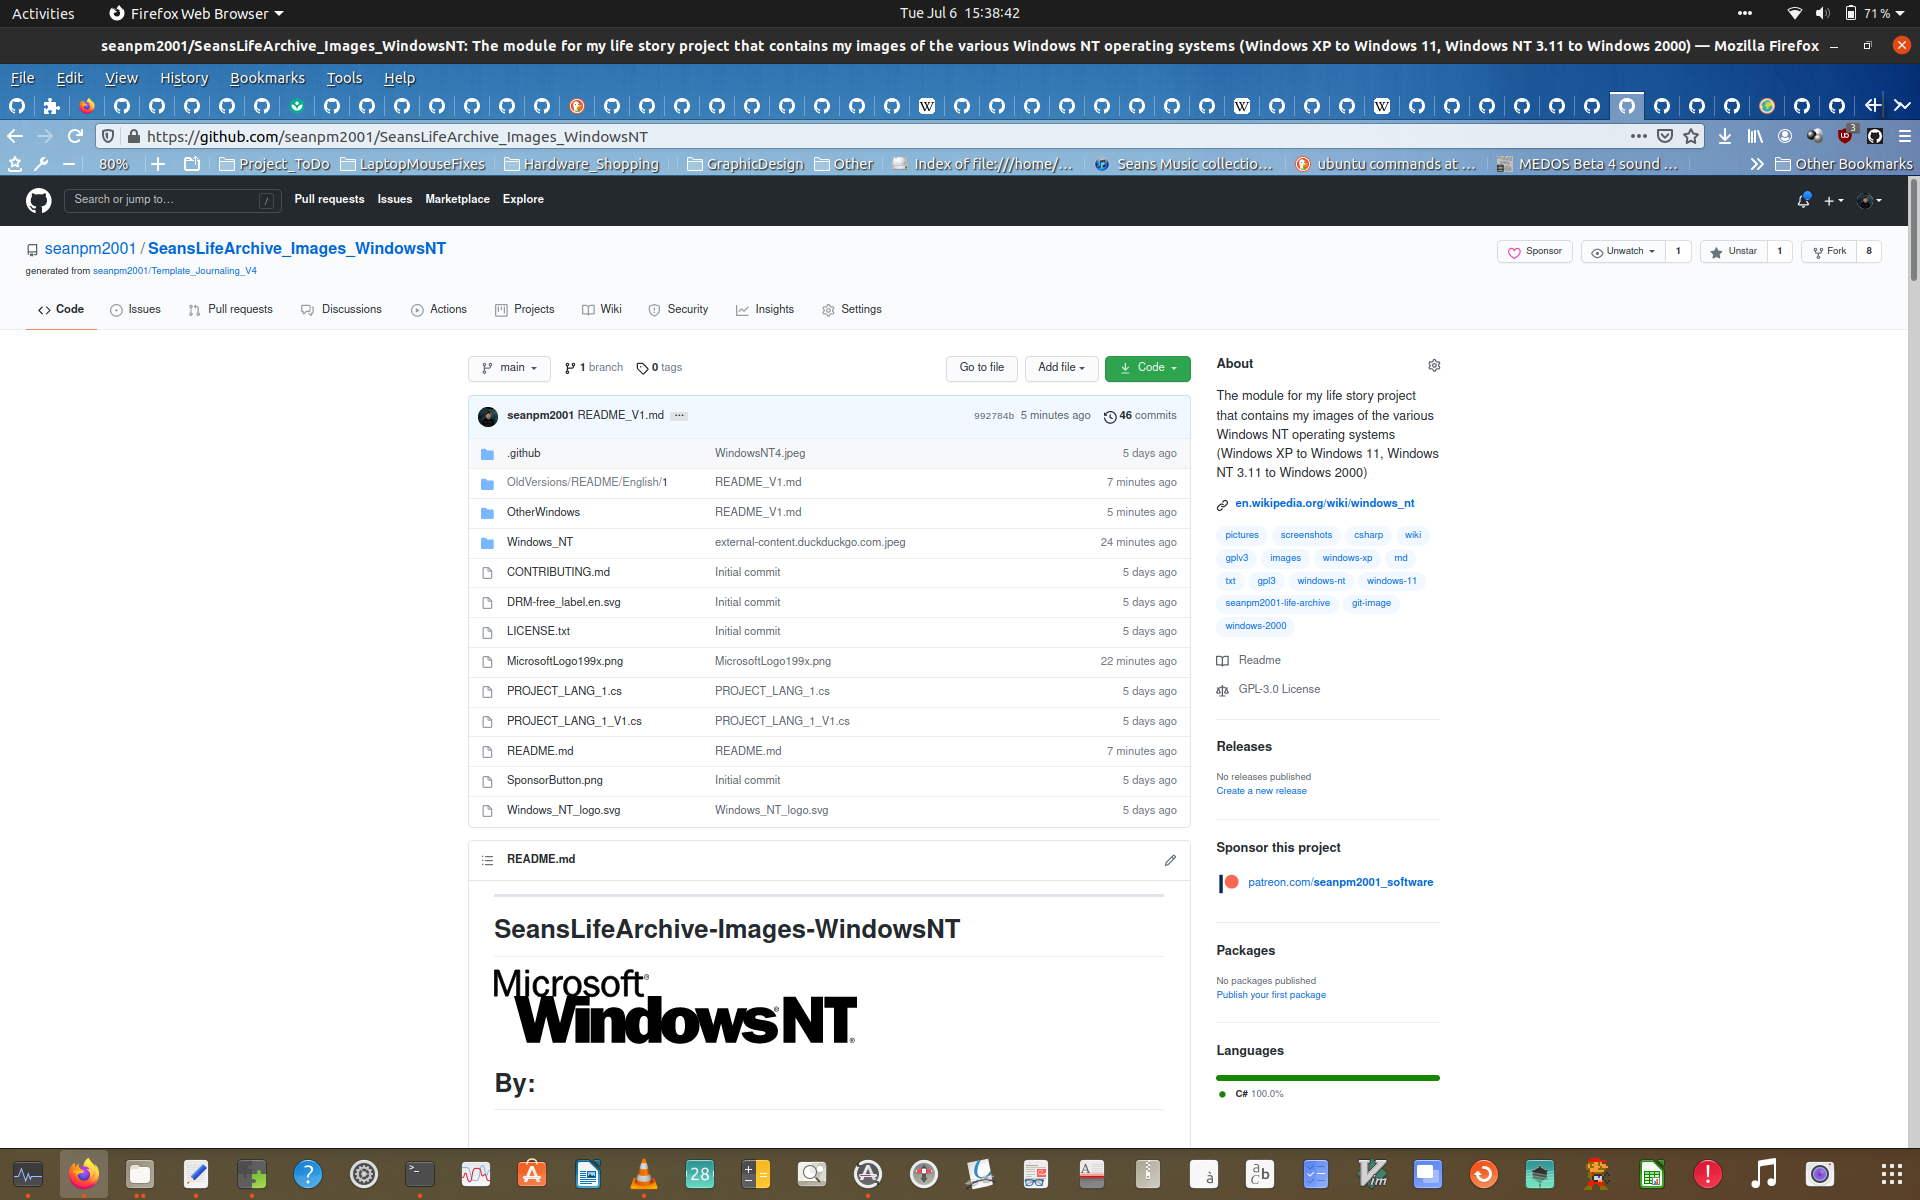 Activities Firefox Web Browser Tue Jul 6 15:38:42 71 %
seanpm2001/SeansLifeArchive_Images_WindowsNT: The module for my life story project that contains my images of the various Windows NT operating systems (Windows XP to Windows 11, Windows NT 3.11 to Windows 2000) — Mozilla Firefox
File Edit View History Bookmarks Tools Help
https://github.com/seanpm2001/SeansLifeArchive_Images_WindowsNT 3
80% Project_ToDo LaptopMouseFixes Hardware_Shopping GraphicDesign Other Index of file:///home/… Seans Music collectio… ubuntu commands at … MEDOS Beta 4 sound … Other Bookmarks
Search or jump to… / Pull requests Issues Marketplace Explore
seanpm2001 / SeansLifeArchive_Images_WindowsNT Sponsor Unwatch 1 Unstar 1 Fork 8
generated from seanpm2001/Template_Journaling_V4
Code Issues Pull requests Discussions Actions Projects Wiki Security Insights Settings
main 1 branch 0 tags Go to file Add file Code
seanpm2001 README_V1.md ··· 992784b 5 minutes ago 46 commits
.github WindowsNT4.jpeg 5 days ago
OldVersions/README/English/1 README_V1.md 7 minutes ago
OtherWindows README_V1.md 5 minutes ago
Windows_NT external-content.duckduckgo.com.jpeg 24 minutes ago
CONTRIBUTING.md Initial commit 5 days ago
DRM-free_label.en.svg Initial commit 5 days ago
LICENSE.txt Initial commit 5 days ago
MicrosoftLogo199x.png MicrosoftLogo199x.png 22 minutes ago
PROJECT_LANG_1.cs PROJECT_LANG_1.cs 5 days ago
PROJECT_LANG_1_V1.cs PROJECT_LANG_1_V1.cs 5 days ago
README.md README.md 7 minutes ago
SponsorButton.png Initial commit 5 days ago
Windows_NT_logo.svg Windows_NT_logo.svg 5 days ago
README.md
SeansLifeArchive-Images-WindowsNT
Microsoft®
Windows® NT®
By:
About
The module for my life story project
that contains my images of the various
Windows NT operating systems
(Windows XP to Windows 11, Windows
NT 3.11 to Windows 2000)
en.wikipedia.org/wiki/windows_nt
pictures screenshots csharp wiki
gplv3 images windows-xp md
txt gpl3 windows-nt windows-11
seanpm2001-life-archive git-image
windows-2000
Readme
GPL-3.0 License
Releases
No releases published
Create a new release
Sponsor this project
patreon.com/seanpm2001_software
Packages
No packages published
Publish your first package
Languages
C# 100.0%
28